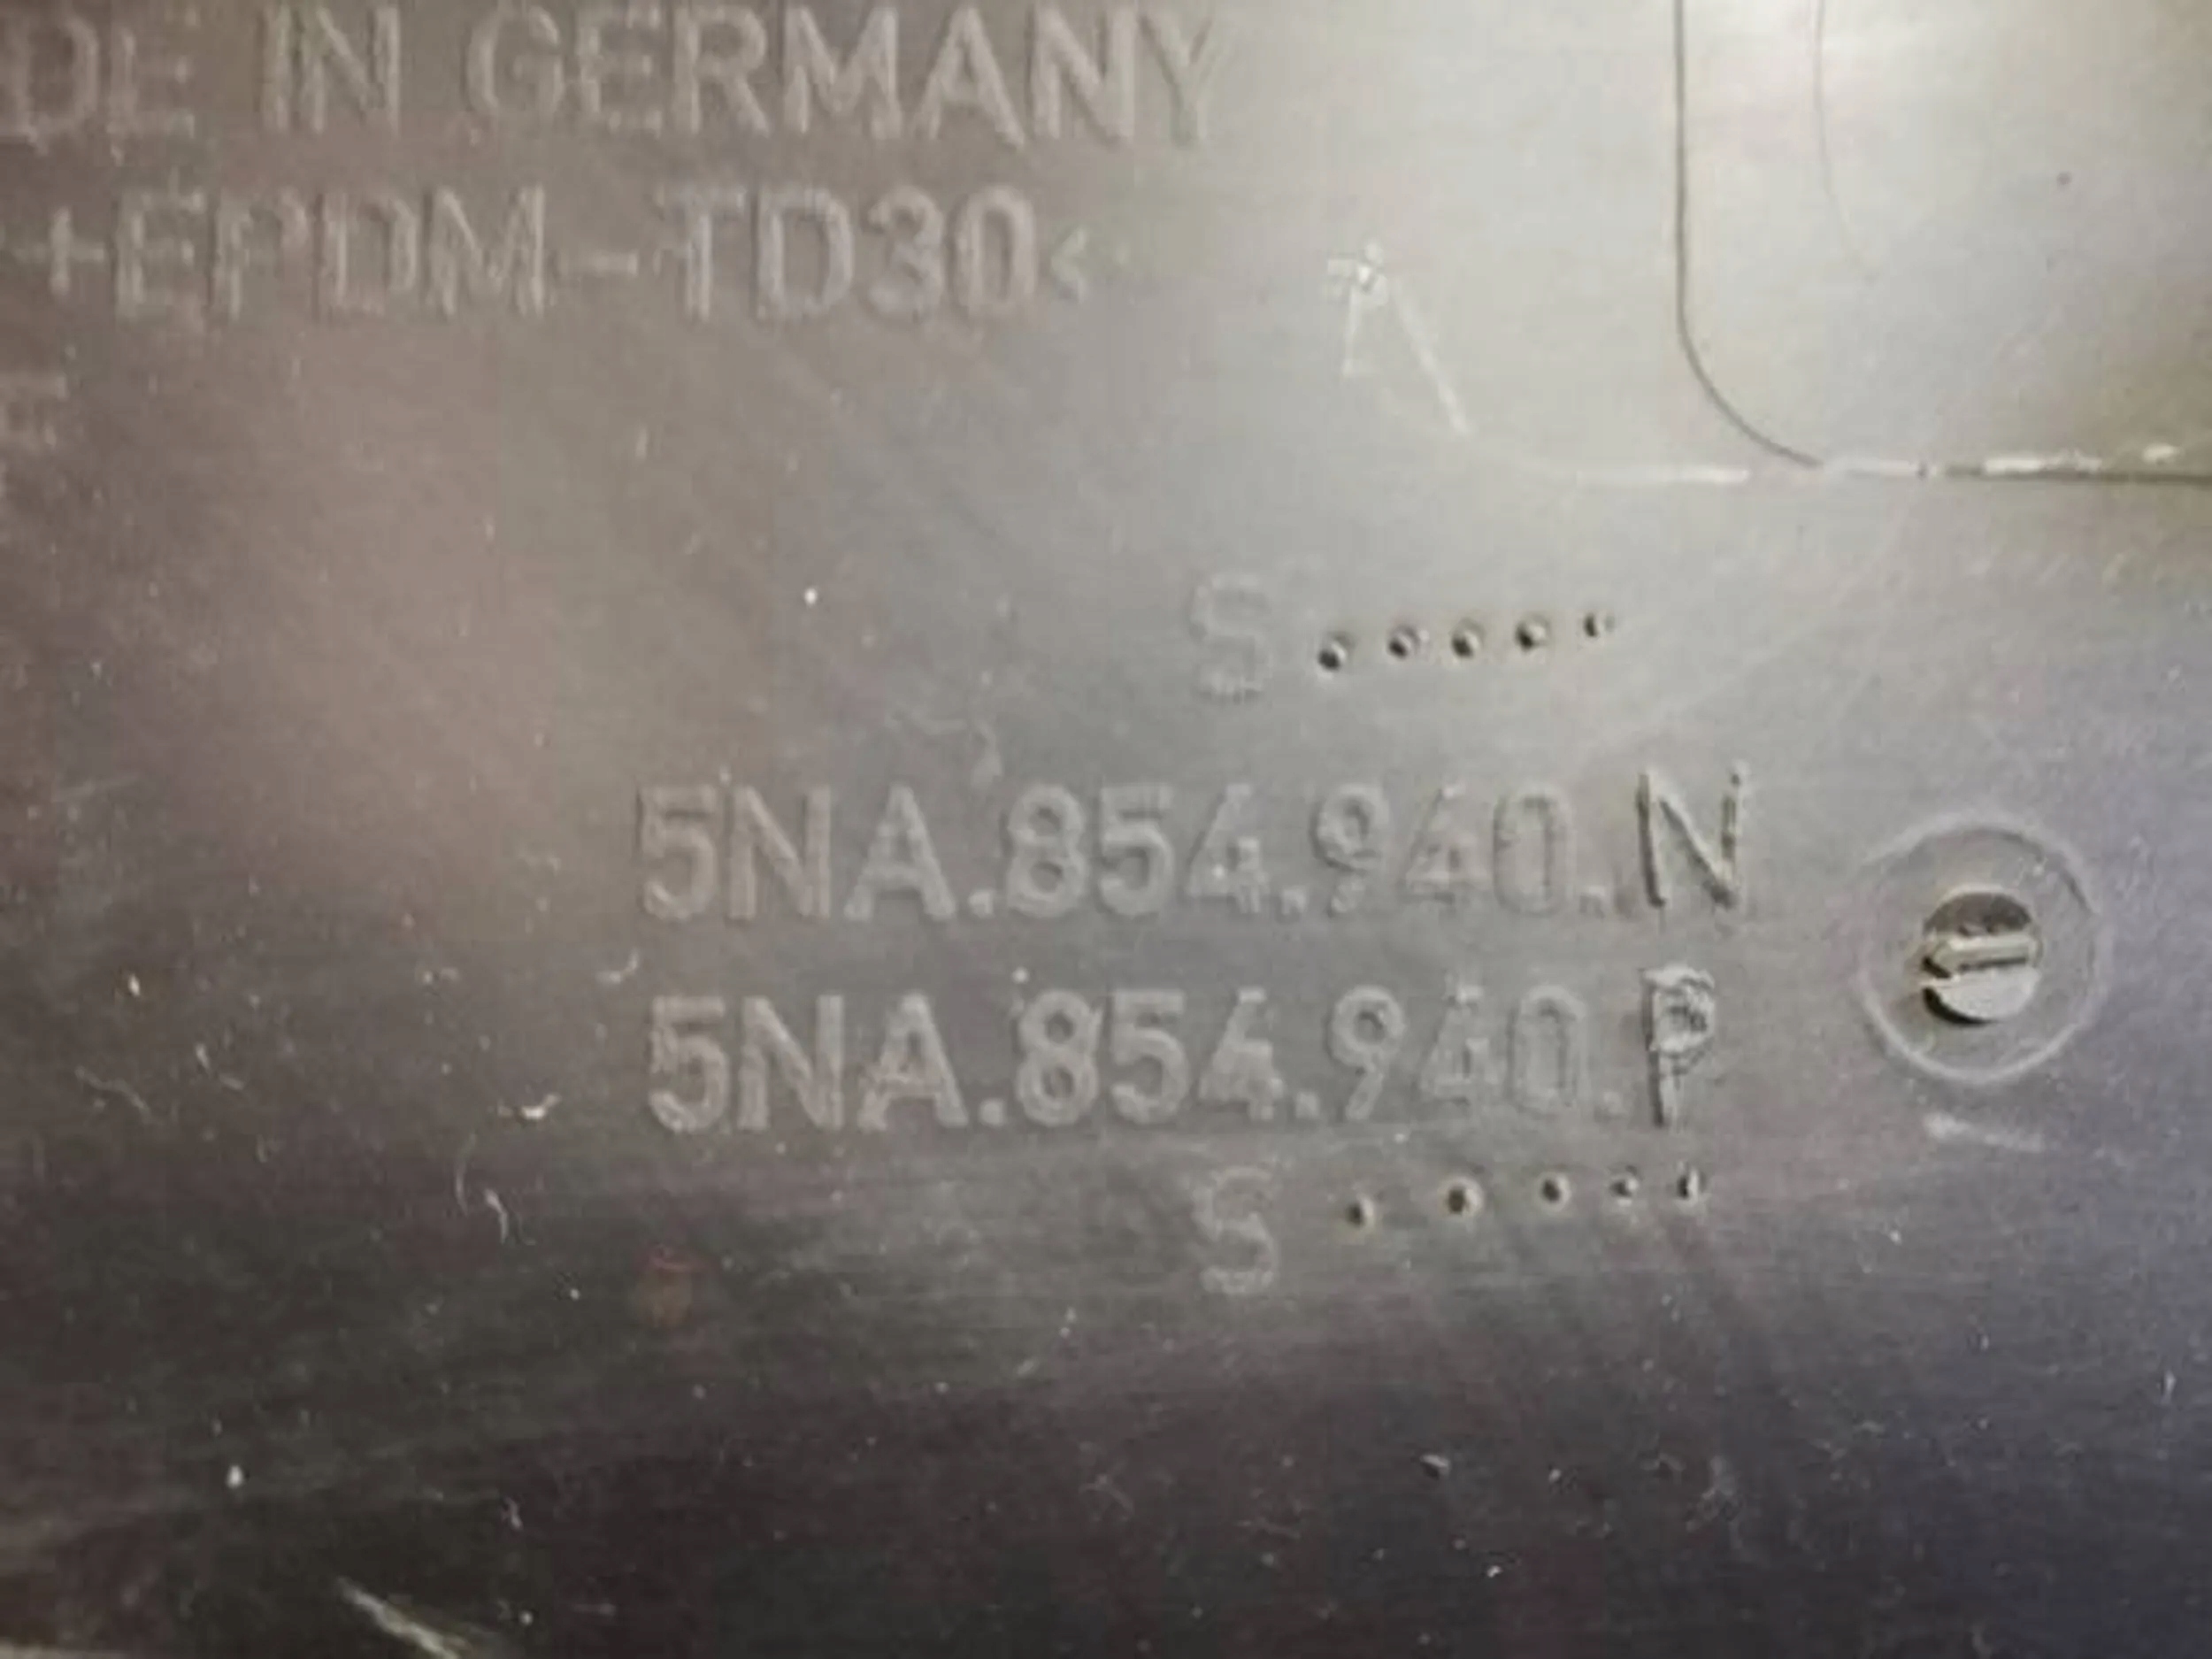 DE IN GERMANY
+EPDM-TD30<
S.....
5NA.854.940.N
5NA.854.940.P
S.....